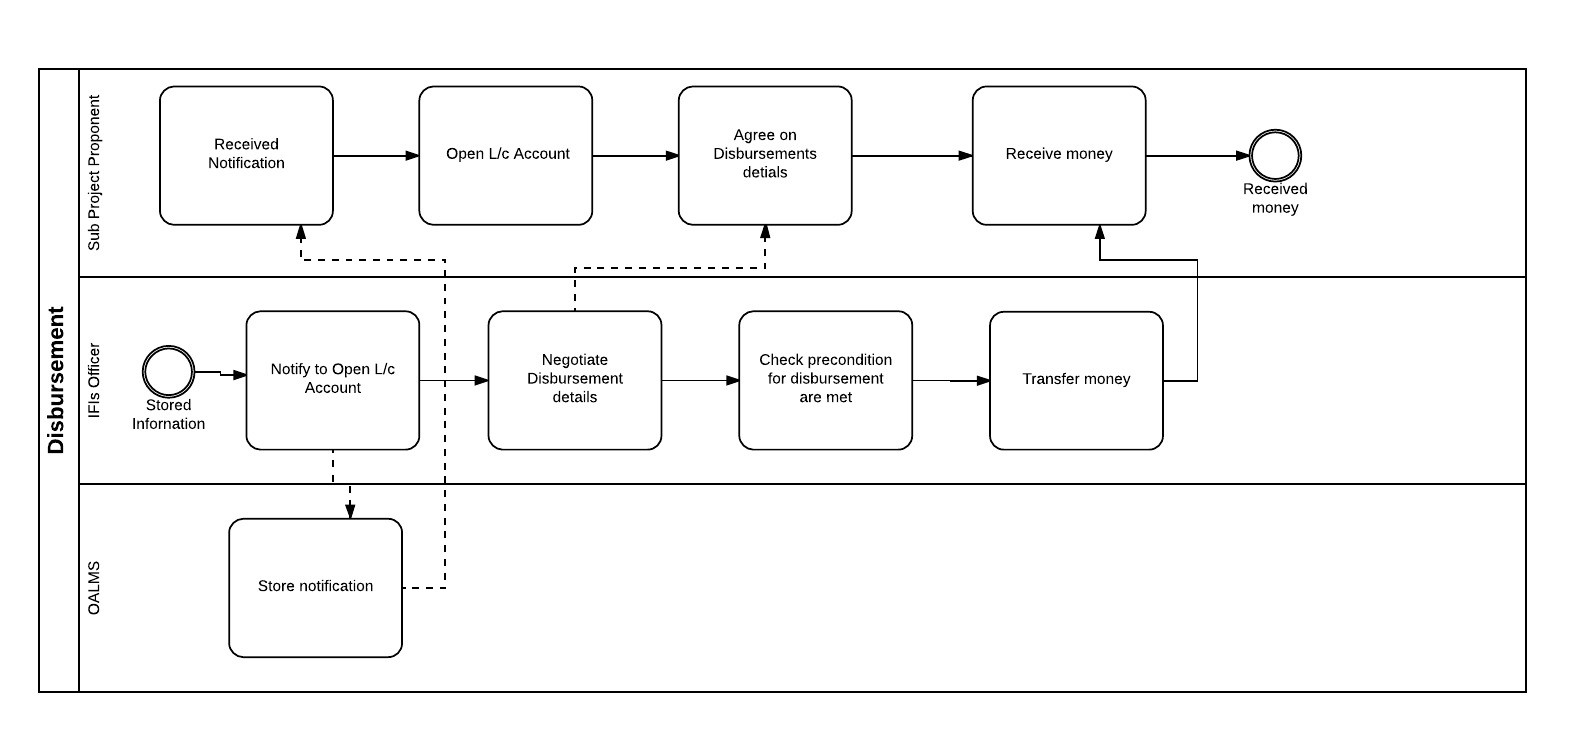 Disbursement
Sub Project Proponent
Received
Notification
Open L/c Account
Agree on
Disbursements
detials
Receive money
Received
money
IFIs Officer
Stored
Infornation
Notify to Open L/c
Account
Negotiate
Disbursement
details
Check precondition
for disbursement
are met
Transfer money
OALMS
Store notification